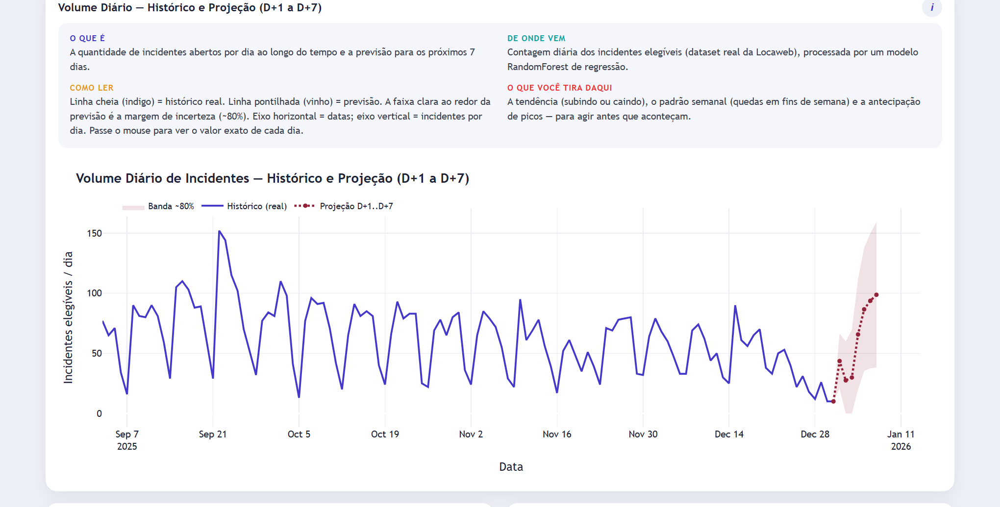 Volume Diário — Histórico e Projeção (D+1 a D+7)
i
O QUE É
A quantidade de incidentes abertos por dia ao longo do tempo e a previsão para os próximos 7
dias.
DE ONDE VEM
Contagem diária dos incidentes elegíveis (dataset real da Locaweb), processada por um modelo
RandomForest de regressão.
COMO LER
Linha cheia (indigo) = histórico real. Linha pontilhada (vinho) = previsão. A faixa clara ao redor da
previsão é a margem de incerteza (~80%). Eixo horizontal = datas; eixo vertical = incidentes por
dia. Passe o mouse para ver o valor exato de cada dia.
O QUE VOCÊ TIRA DAQUI
A tendência (subindo ou caindo), o padrão semanal (quedas em fins de semana) e a antecipação
de picos — para agir antes que aconteçam.
Volume Diário de Incidentes — Histórico e Projeção (D+1 a D+7)
Banda ~80% Histórico (real) Projeção D+1..D+7
150
100
50
0
Incidentes elegíveis / dia
Sep 7 Sep 21 Oct 5 Oct 19 Nov 2 Nov 16 Nov 30 Dec 14 Dec 28 Jan 11
2025 2026
Data